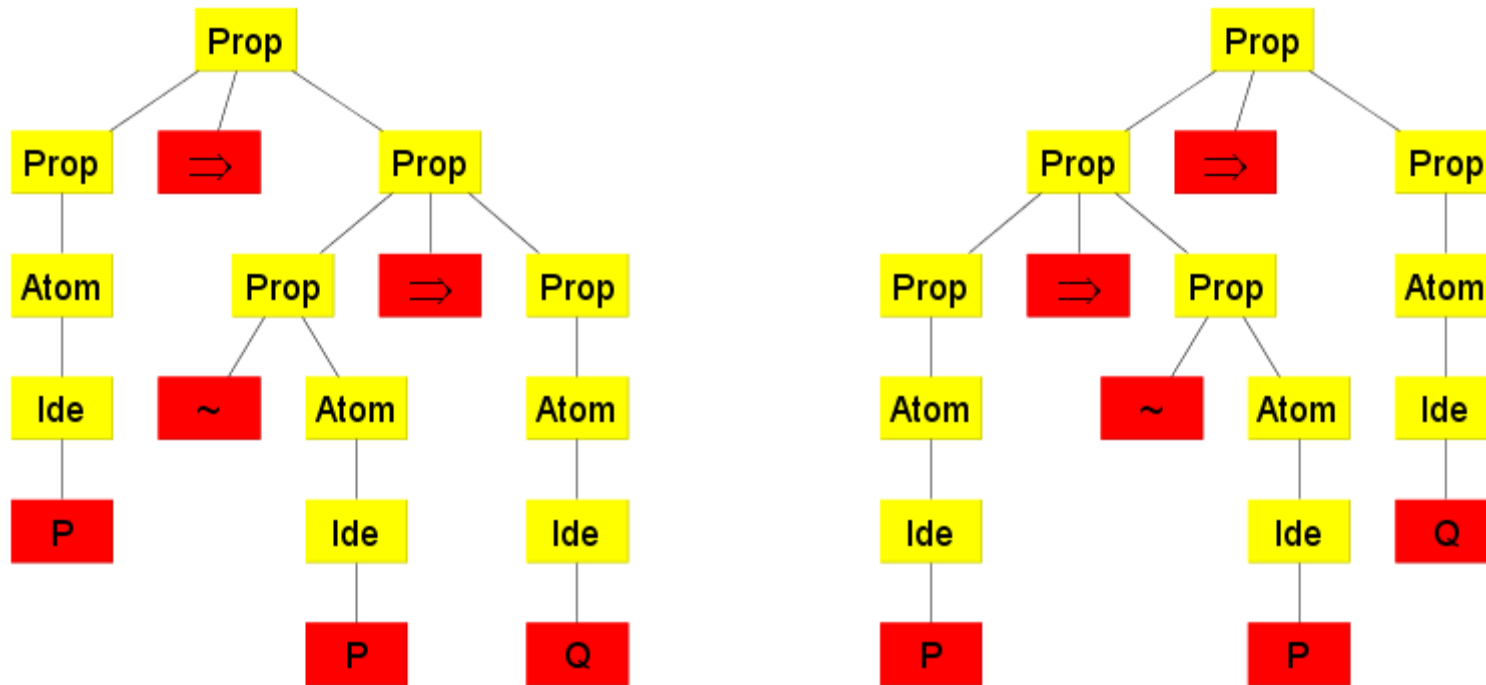 Prop Prop
Prop ⇒ Prop Prop ⇒ Prop
Atom Prop ⇒ Prop Prop ⇒ Prop Atom
Ide ~ Atom Atom Atom ~ Atom Ide
P Ide Ide Ide Ide Q
P Q P P